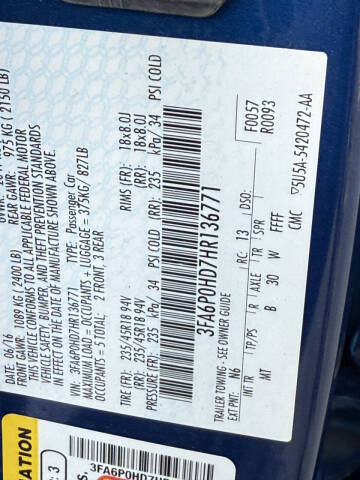 06/16
FRONT GAWR: 1089 KG (2400 LB) REAR GAWR: 975 KG (2150 LB)
THIS VEHICLE CONFORMS TO ALL APPLICABLE FEDERAL MOTOR
VEHICLE SAFETY, BUMPER, AND THEFT PREVENTION STANDARDS
IN EFFECT ON THE DATE OF MANUFACTURE SHOWN ABOVE.
VIN: 3FA6P0HD7HR136771 TYPE: Passenger Car
MAXIMUM LOAD = OCCUPANTS + LUGGAGE = 375KG/ 827LB
OCCUPANTS = 5 TOTAL: 2 FRONT, 3 REAR
TIRE (FR): 235/45R18 94V RIMS (FR): 18x8.0J
TIRE (RR): 235/45R18 94V RIMS (RR): 18x8.0J
(FR): 235 kPa/ 34 PSI COLD (RR): 235 kPa/ 34 PSI COLD
3FA6P0HD7HR136771
TRAILER TOWING - SEE OWNER GUIDE
EXT PNT: N6 RC: 13 DSO: F0057
R0093
INT TP/PS R AXLE TR SPR
MT B 30 W FFFF
CMC ▽5U5A-5420472-AA
3FA6P0HD7HR
CATION
: 3